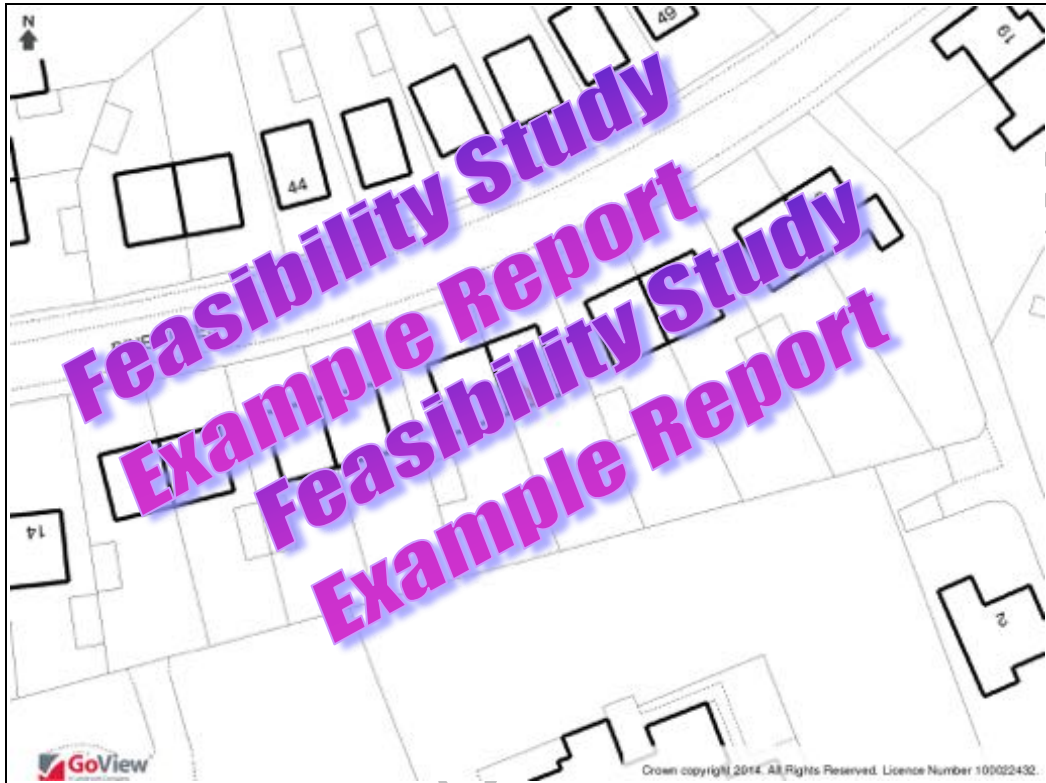 N
49
19
44
Feasibility Study
Example Report
Feasibility Study
Example Report
14
2
GoView
Crown copyright 2014. All Rights Reserved. Licence Number 100022432